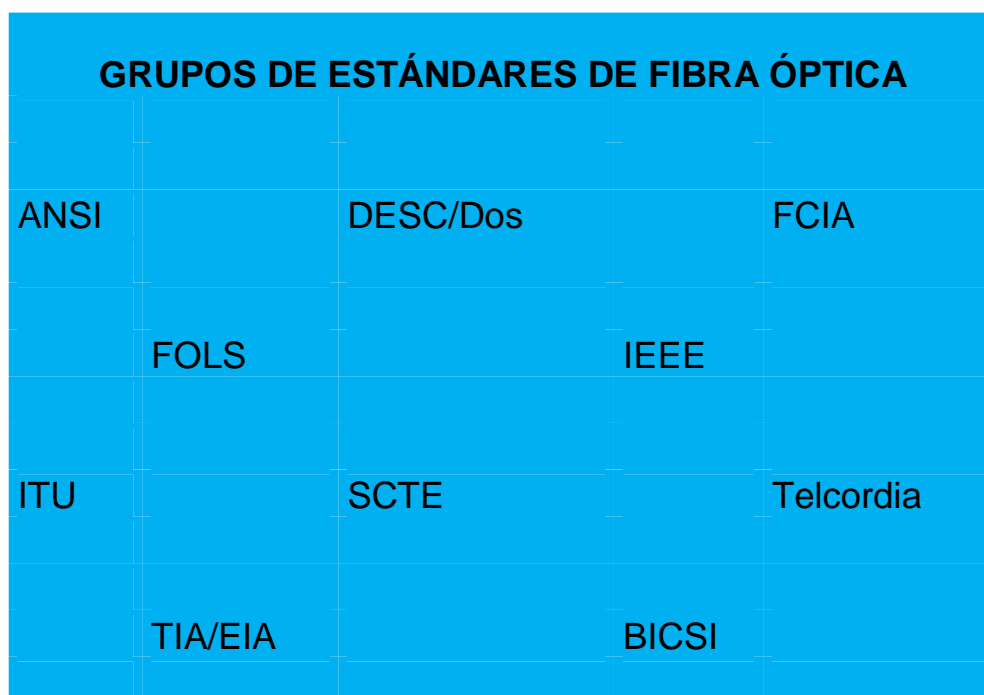 GRUPOS DE ESTÁNDARES DE FIBRA ÓPTICA
ANSI DESC/Dos FCIA
FOLS IEEE
ITU SCTE Telcordia
TIA/EIA BICSI